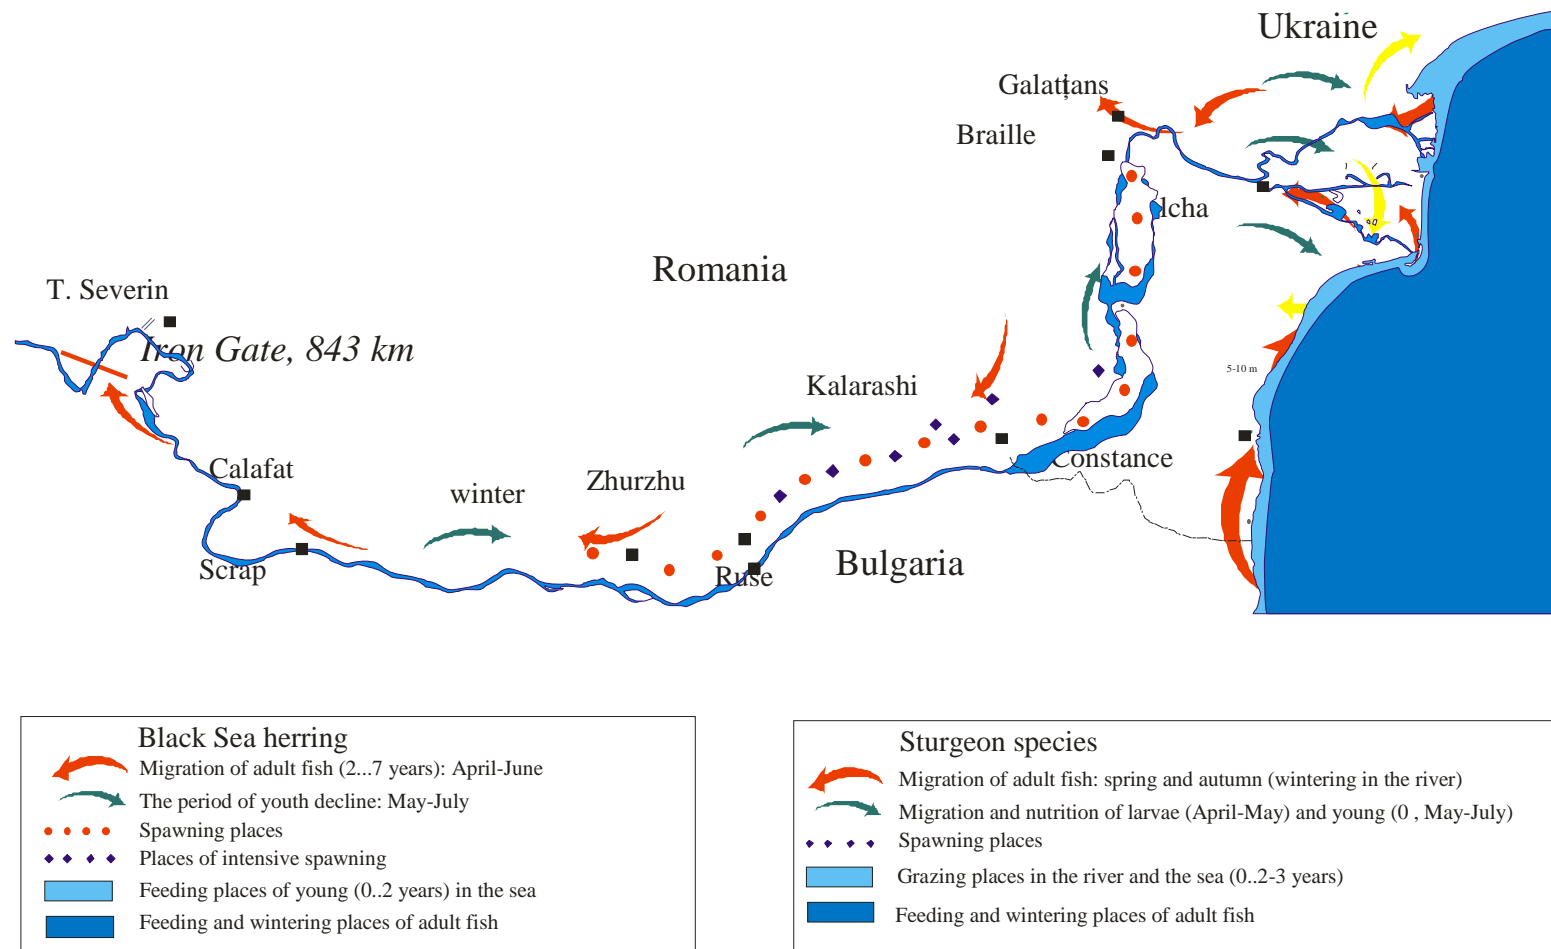 Ukraine
Galațians
Braille
lcha
Romania
T. Severin
Iron Gate, 843 km
5-10 m
Kalarashi
Calafat
Constance
winter
Zhurzhu
Scrap
Ruse
Bulgaria
Black Sea herring
Migration of adult fish (2...7 years): April-June
The period of youth decline: May-July
Spawning places
Places of intensive spawning
Feeding places of young (0..2 years) in the sea
Feeding and wintering places of adult fish
Sturgeon species
Migration of adult fish: spring and autumn (wintering in the river)
Migration and nutrition of larvae (April-May) and young (0 , May-July)
Spawning places
Grazing places in the river and the sea (0..2-3 years)
Feeding and wintering places of adult fish